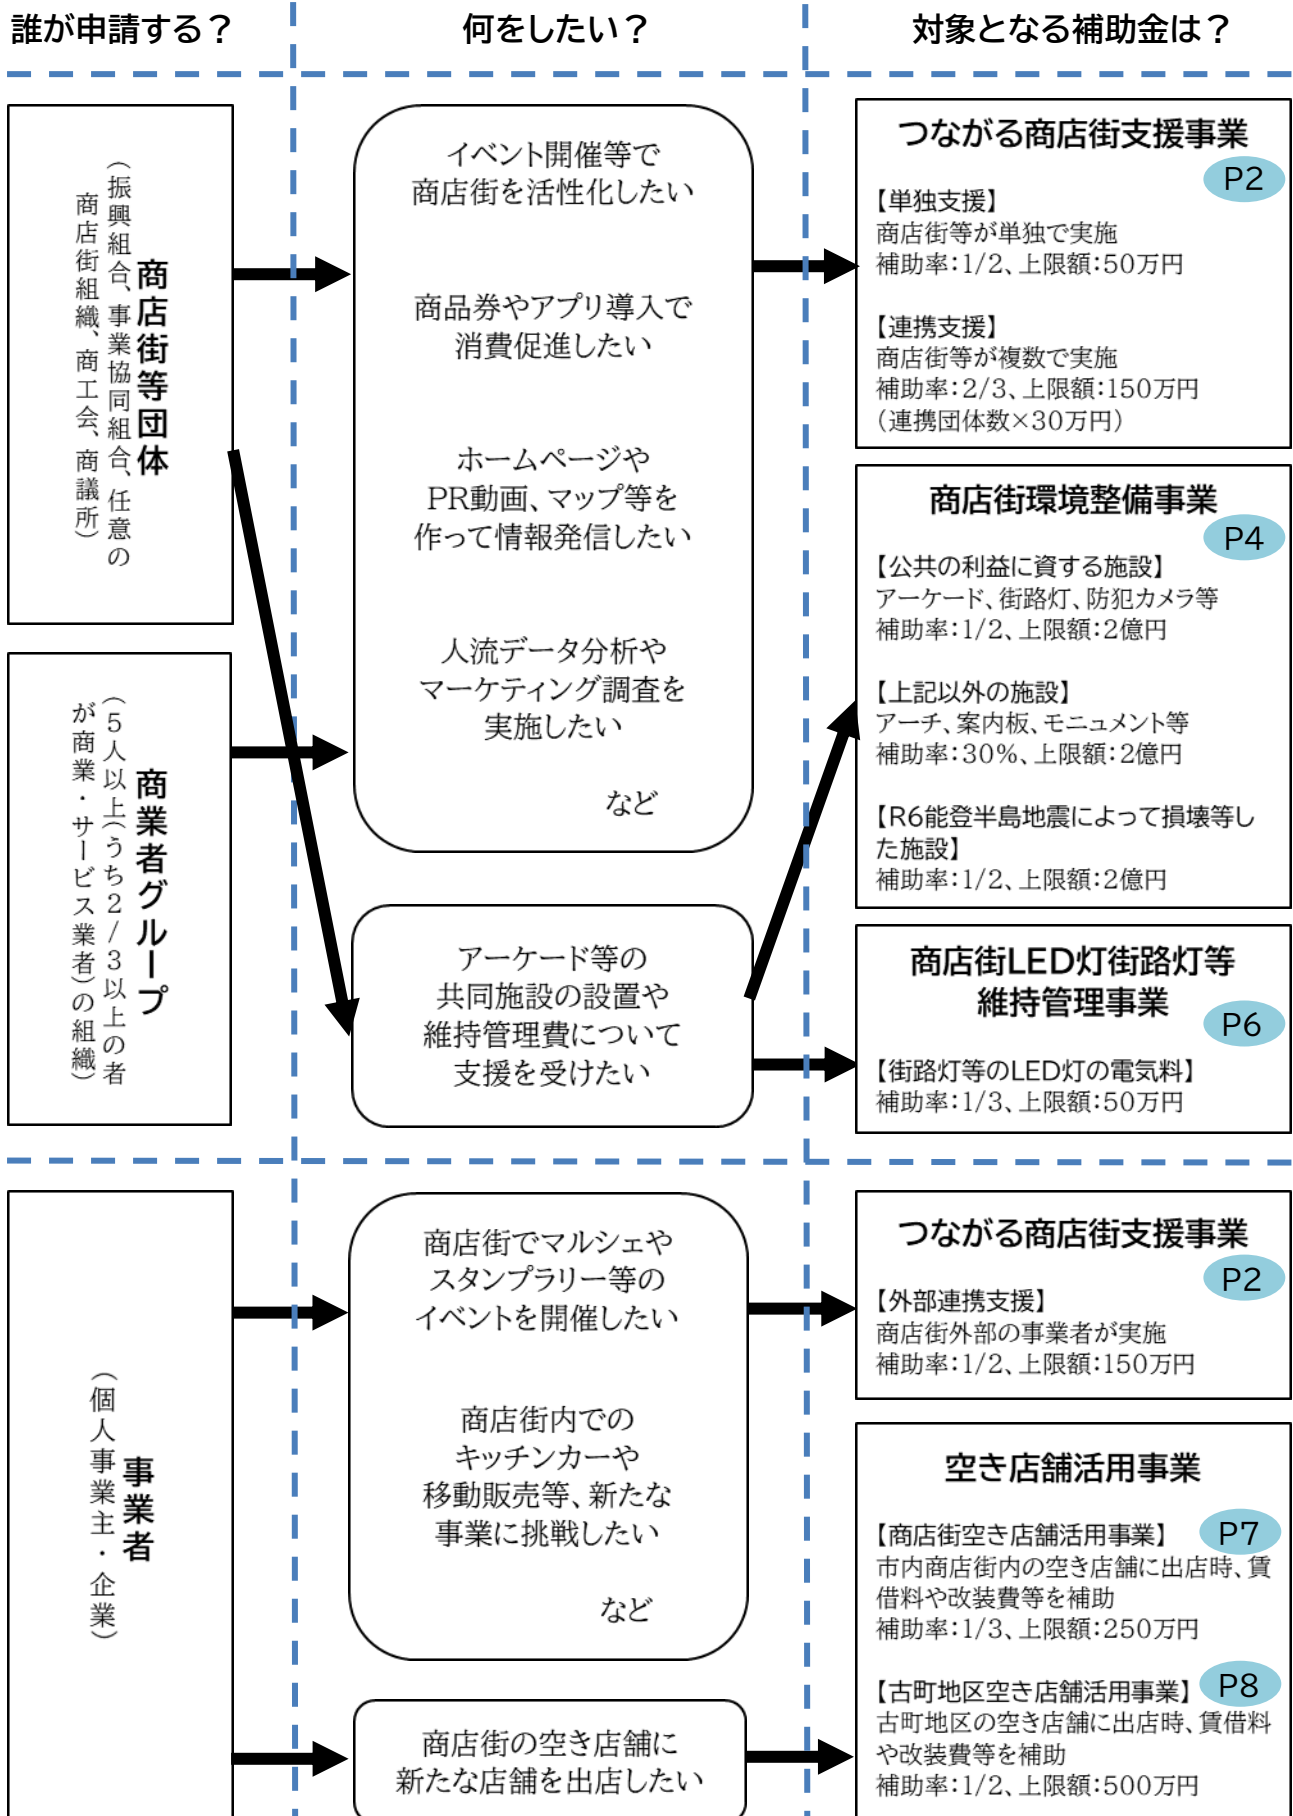 誰が申請する？
何をしたい？
対象となる補助金は？
商店街等団体
（振興組合、事業協同組合、任意の
商店街組織、商工会、商議所）
商業者グループ
（５人以上（うち２/３以上の者
が商業・サービス業者）の組織）
イベント開催等で
商店街を活性化したい
商品券やアプリ導入で
消費促進したい
ホームページや
PR動画、マップ等を
作って情報発信したい
人流データ分析や
マーケティング調査を
実施したい
など
アーケード等の
共同施設の設置や
維持管理費について
支援を受けたい
つながる商店街支援事業
P2
【単独支援】
商店街等が単独で実施
補助率：1/2、上限額：50万円
【連携支援】
商店街等が複数で実施
補助率：2/3、上限額：150万円
（連携団体数×30万円）
商店街環境整備事業
P4
【公共の利益に資する施設】
アーケード、街路灯、防犯カメラ等
補助率：1/2、上限額：2億円
【上記以外の施設】
アーチ、案内板、モニュメント等
補助率：30％、上限額：2億円
【R6能登半島地震によって損壊等し
た施設】
補助率：1/2、上限額：2億円
商店街LED灯街路灯等
維持管理事業
P6
【街路灯等のLED灯の電気料】
補助率：1/3、上限額：50万円
事業者
（個人事業主・企業）
商店街でマルシェや
スタンプラリー等の
イベントを開催したい
商店街内での
キッチンカーや
移動販売等、新たな
事業に挑戦したい
など
商店街の空き店舗に
新たな店舗を出店したい
つながる商店街支援事業
P2
【外部連携支援】
商店街外部の事業者が実施
補助率：1/2、上限額：150万円
空き店舗活用事業
【商店街空き店舗活用事業】 P7
市内商店街内の空き店舗に出店時、賃
借料や改装費等を補助
補助率：1/3、上限額：250万円
【古町地区空き店舗活用事業】 P8
古町地区の空き店舗に出店時、賃借料
や改装費等を補助
補助率：1/2、上限額：500万円